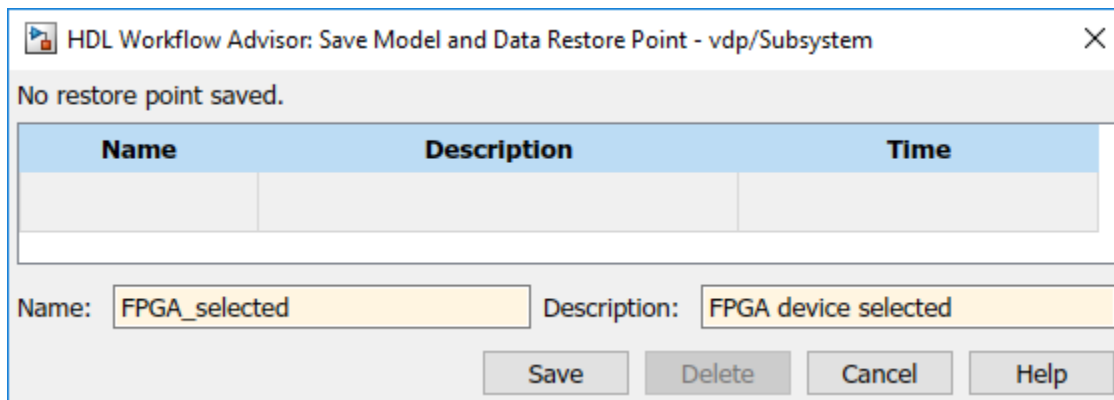 HDL Workflow Advisor: Save Model and Data Restore Point - vdp/Subsystem
No restore point saved.
Name Description Time
Name: FPGA_selected Description: FPGA device selected
Save Delete Cancel Help